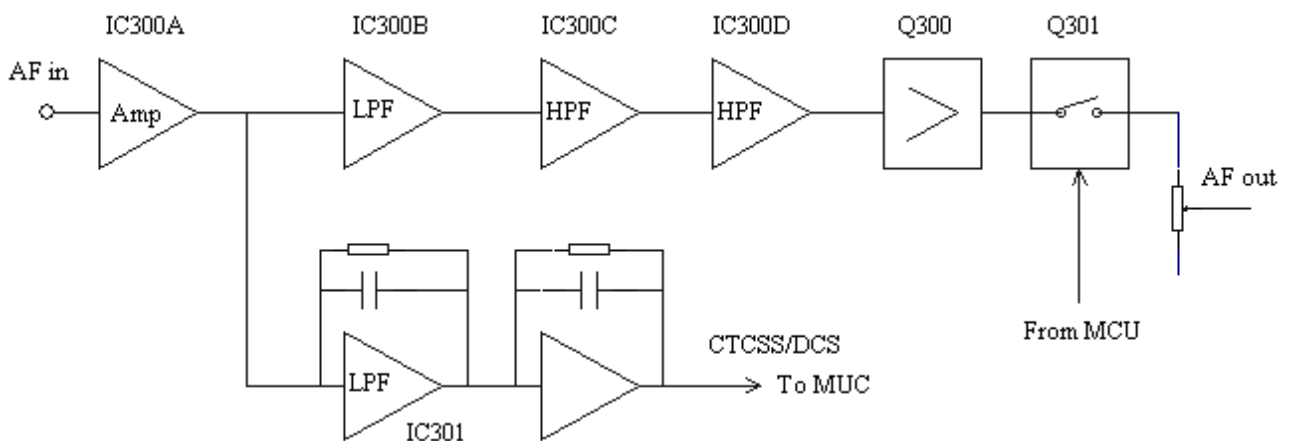 IC300A
IC300B
IC300C
IC300D
Q300
Q301
AF in
Amp
LPF
HPF
HPF
AF out
From MCU
CTCSS/DCS
LPF
To MUC
IC301